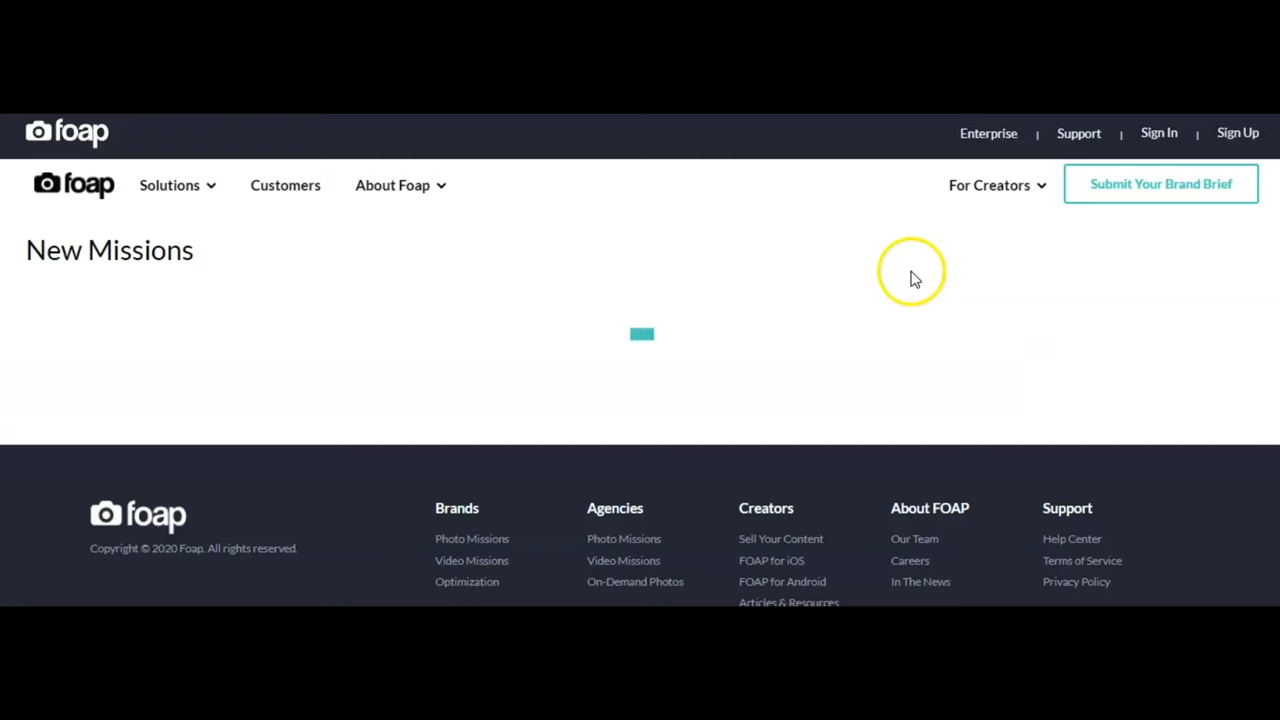 foap
Enterprise | Support | Sign In | Sign Up
foap Solutions Customers About Foap For Creators Submit Your Brand Brief
New Missions
foap
Copyright © 2020 Foap. All rights reserved.
Brands
Photo Missions
Video Missions
Optimization
Agencies
Photo Missions
Video Missions
On-Demand Photos
Creators
Sell Your Content
FOAP for iOS
FOAP for Android
Articles & Resources
About FOAP
Our Team
Careers
In The News
Support
Help Center
Terms of Service
Privacy Policy